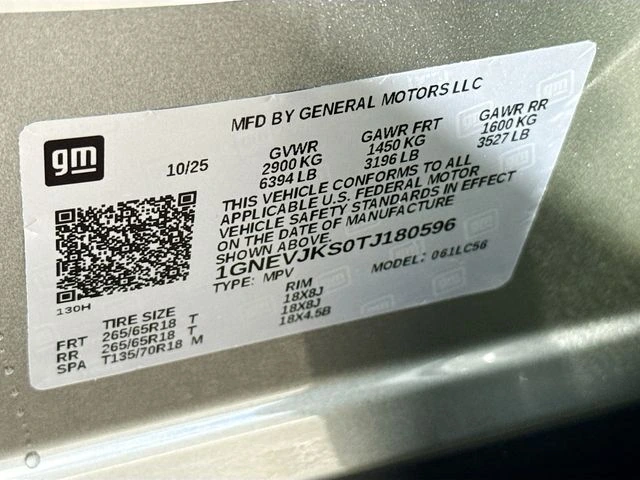 gm
MFD BY GENERAL MOTORS LLC
10/25
GVWR GAWR FRT GAWR RR
2900 KG 1450 KG 1600 KG
6394 LB 3196 LB 3527 LB
THIS VEHICLE CONFORMS TO ALL
APPLICABLE U.S. FEDERAL MOTOR
VEHICLE SAFETY STANDARDS IN EFFECT
ON THE DATE OF MANUFACTURE
SHOWN ABOVE.
1GNEVJKS0TJ180596
TYPE: MPV MODEL: 061LC56
130H
TIRE SIZE RIM
FRT 265/65R18 T 18X8J
RR 265/65R18 T 18X8J
SPA T135/70R18 M 18X4.5B